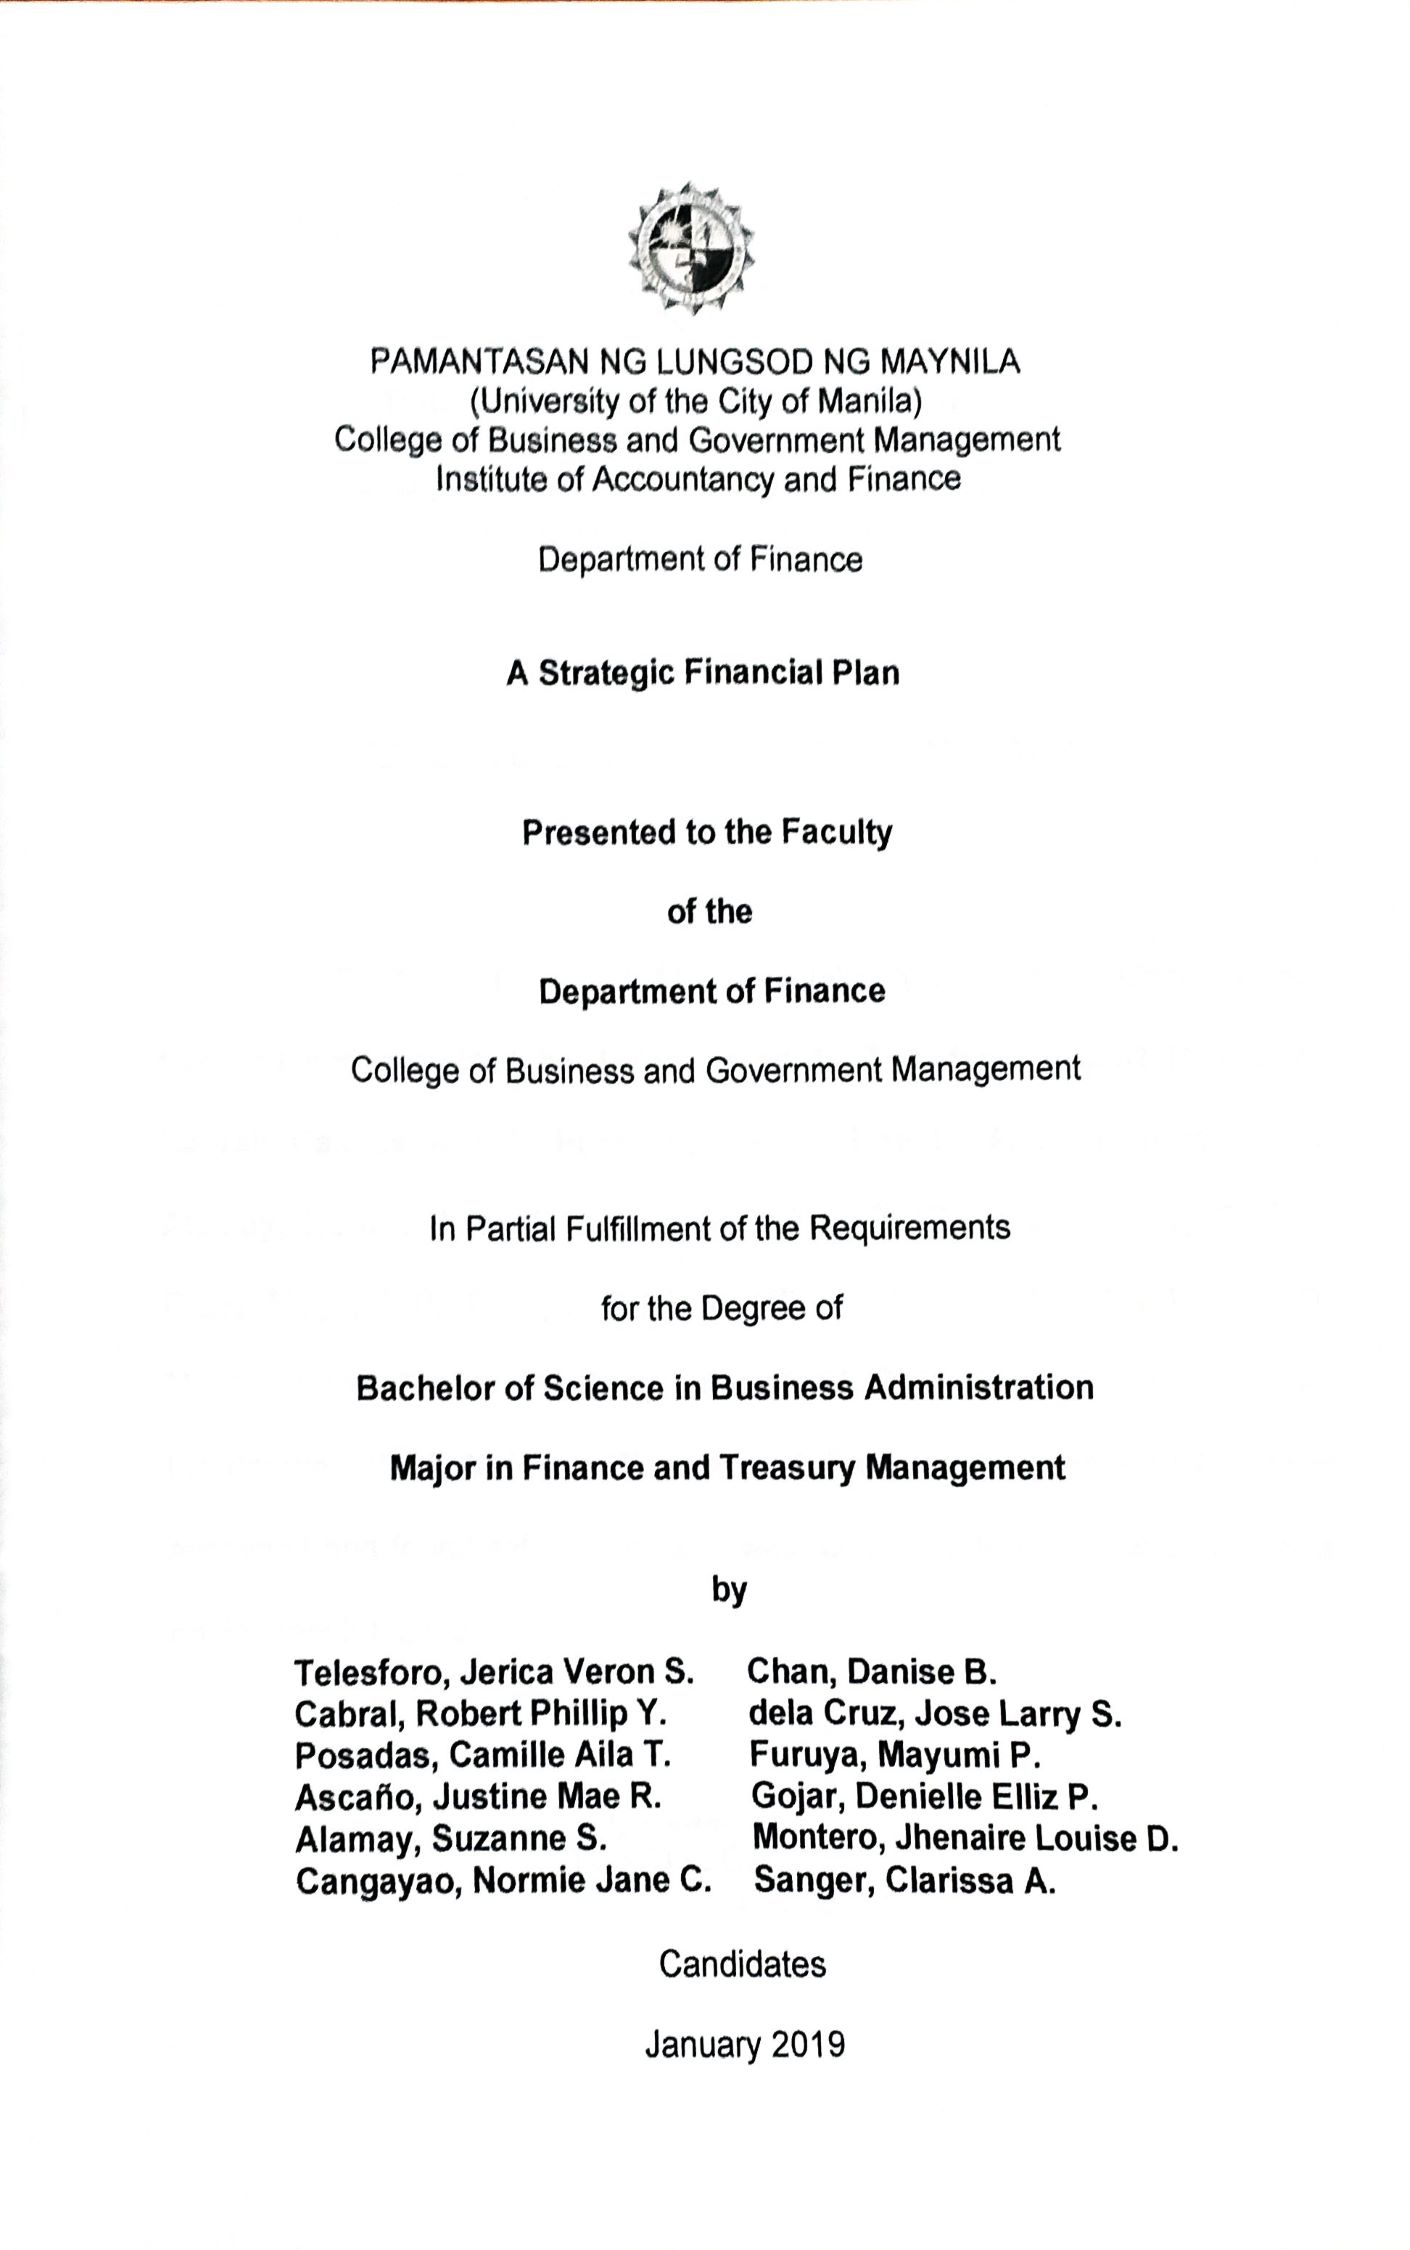 PAMANTASAN NG LUNGSOD NG MAYNILA
(University of the City of Manila)
College of Business and Government Management
Institute of Accountancy and Finance
Department of Finance
A Strategic Financial Plan
Presented to the Faculty
of the
Department of Finance
College of Business and Government Management
In Partial Fulfillment of the Requirements
for the Degree of
Bachelor of Science in Business Administration
Major in Finance and Treasury Management
by
Telesforo, Jerica Veron S.
Cabral, Robert Phillip Y.
Posadas, Camille Aila T.
Ascaño, Justine Mae R.
Alamay, Suzanne S.
Cangayao, Normie Jane C.
Chan, Danise B.
dela Cruz, Jose Larry S.
Furuya, Mayumi P.
Gojar, Denielle Elliz P.
Montero, Jhenaire Louise D.
Sanger, Clarissa A.
Candidates
January 2019